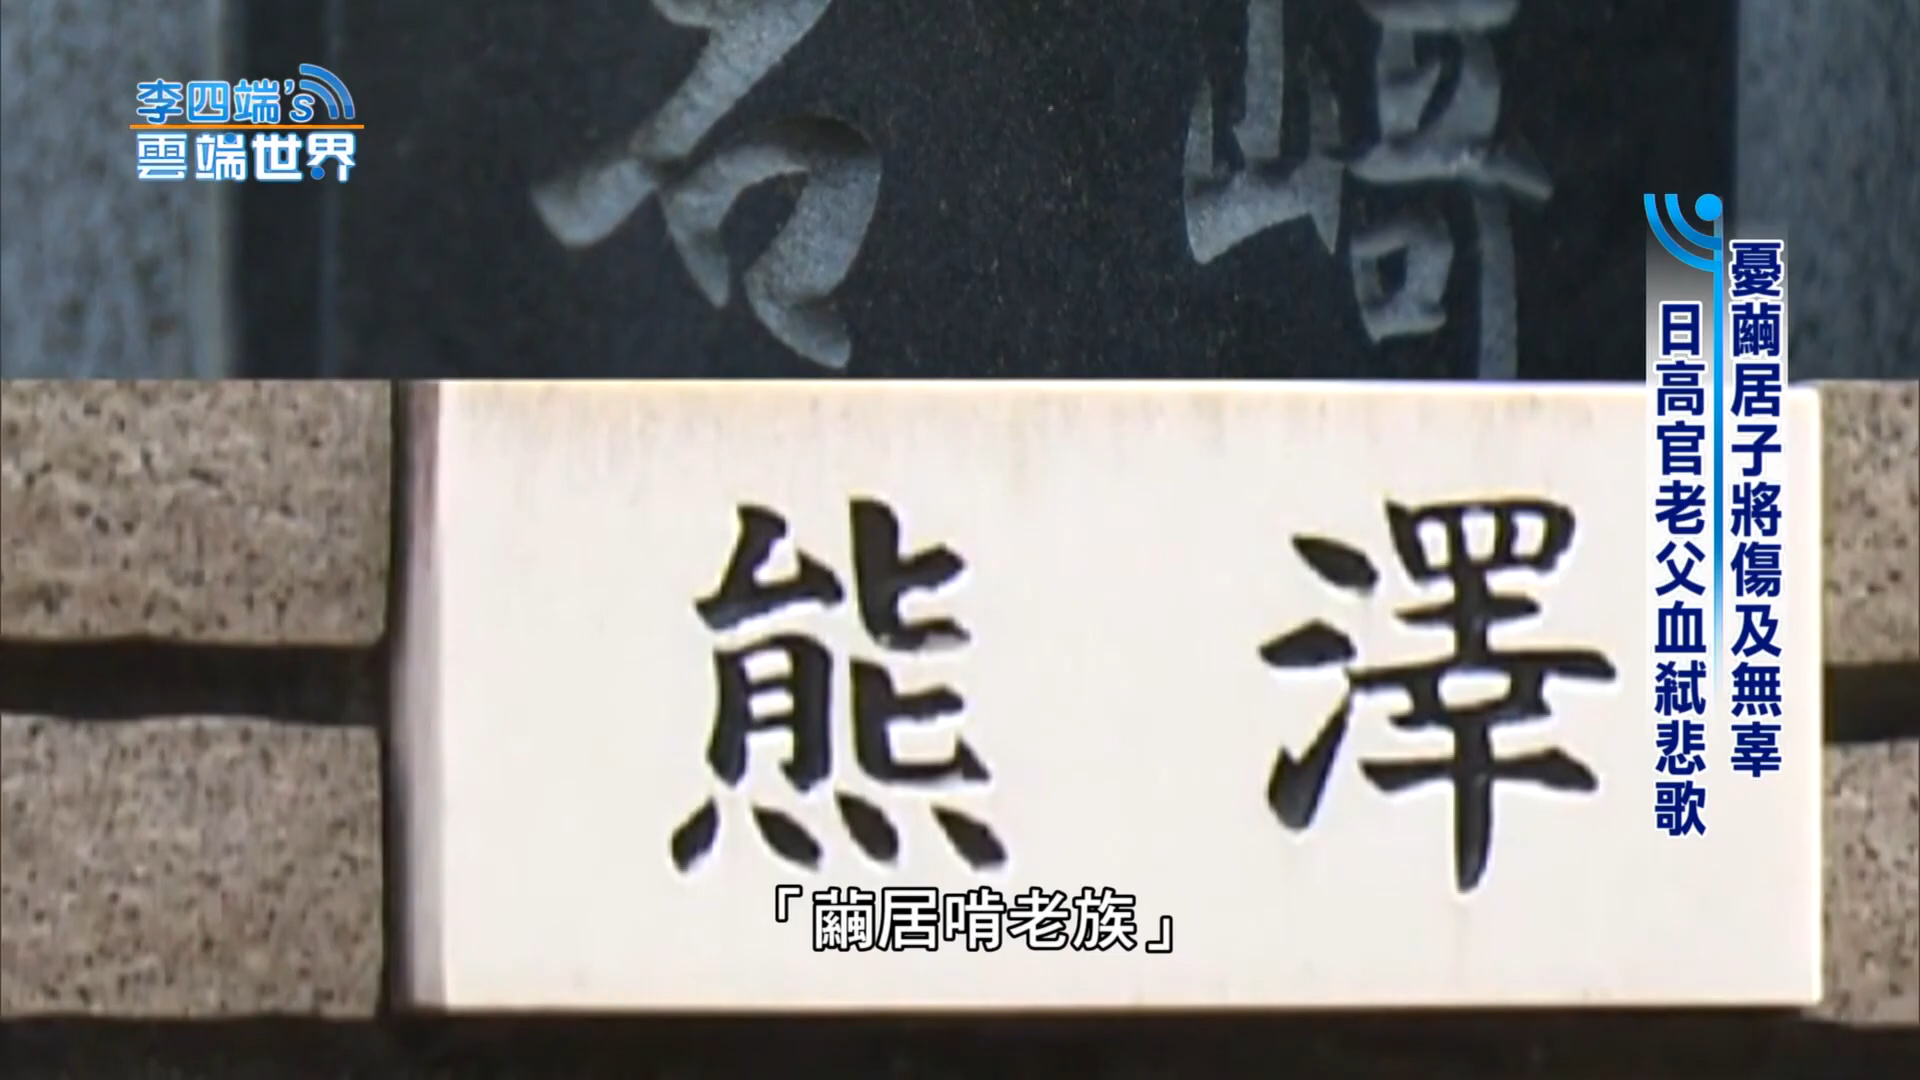 李四端's
雲端世界
憂繭居子將傷及無辜
日高官老父血弒悲歌
熊澤
「繭居啃老族」